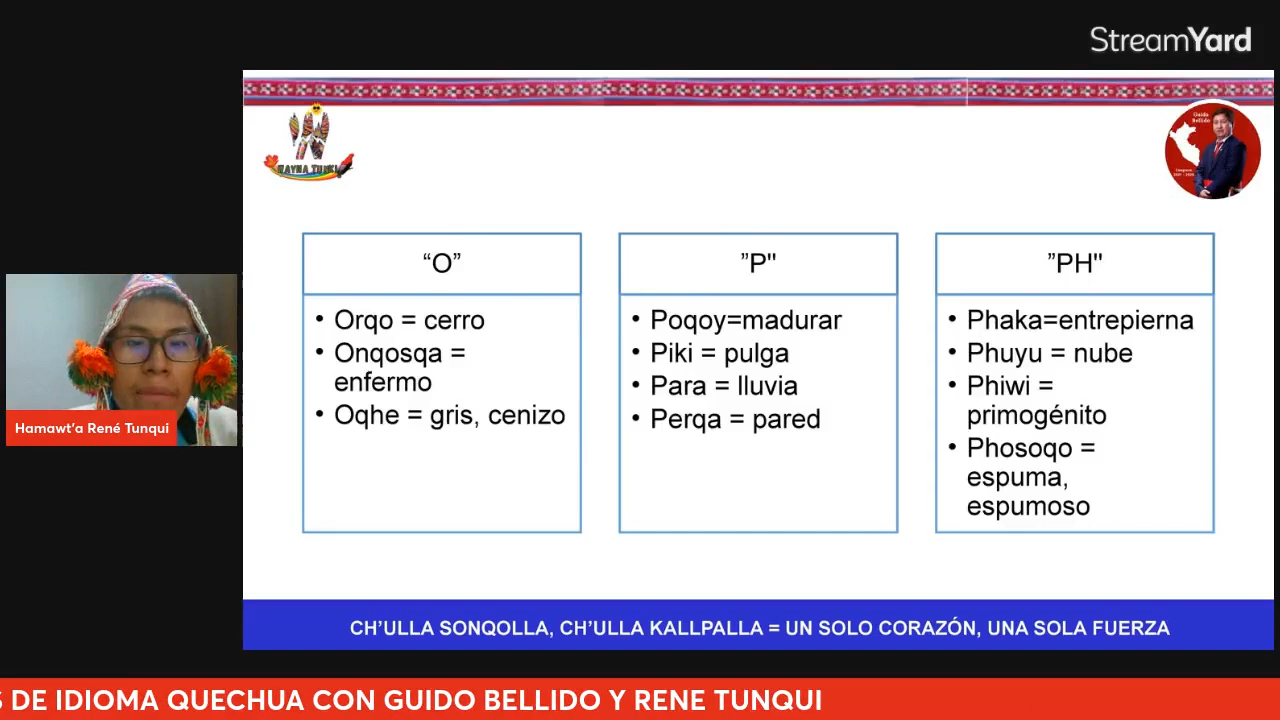 StreamYard
Guido
Bellido
"O"
• Orqo = cerro
• Onqosqa =
enfermo
• Oqhe = gris, cenizo
”P"
• Poqoy=madurar
• Piki = pulga
• Para = lluvia
• Perqa = pared
”PH"
• Phaka=entrepierna
• Phuyu = nube
• Phiwi =
primogénito
• Phosoqo =
espuma,
espumoso
Hamawt'a René Tunqui
CH’ULLA SONQOLLA, CH’ULLA KALLPALLA = UN SOLO CORAZÓN, UNA SOLA FUERZA
DE IDIOMA QUECHUA CON GUIDO BELLIDO Y RENE TUNQUI